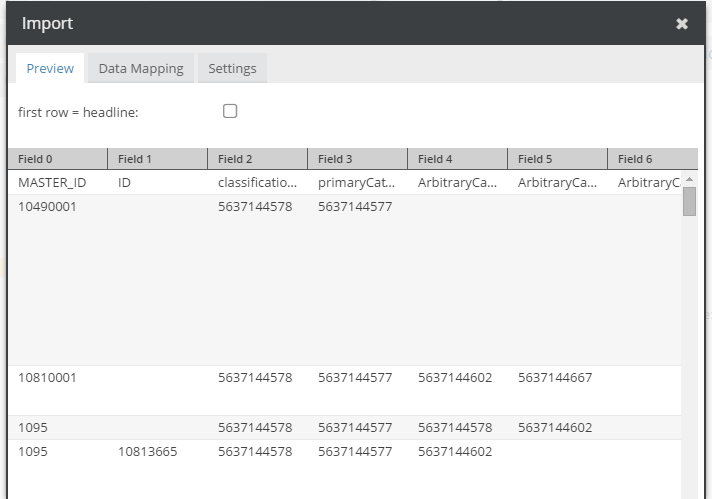 Import
Preview Data Mapping Settings
first row = headline:
Field 0 Field 1 Field 2 Field 3 Field 4 Field 5 Field 6
MASTER_ID ID classificatio... primaryCat... ArbitraryCa... ArbitraryCa... ArbitraryC
10490001 5637144578 5637144577
10810001 5637144578 5637144577 5637144602 5637144667
1095 5637144578 5637144577 5637144578 5637144602
1095 10813665 5637144578 5637144577 5637144602